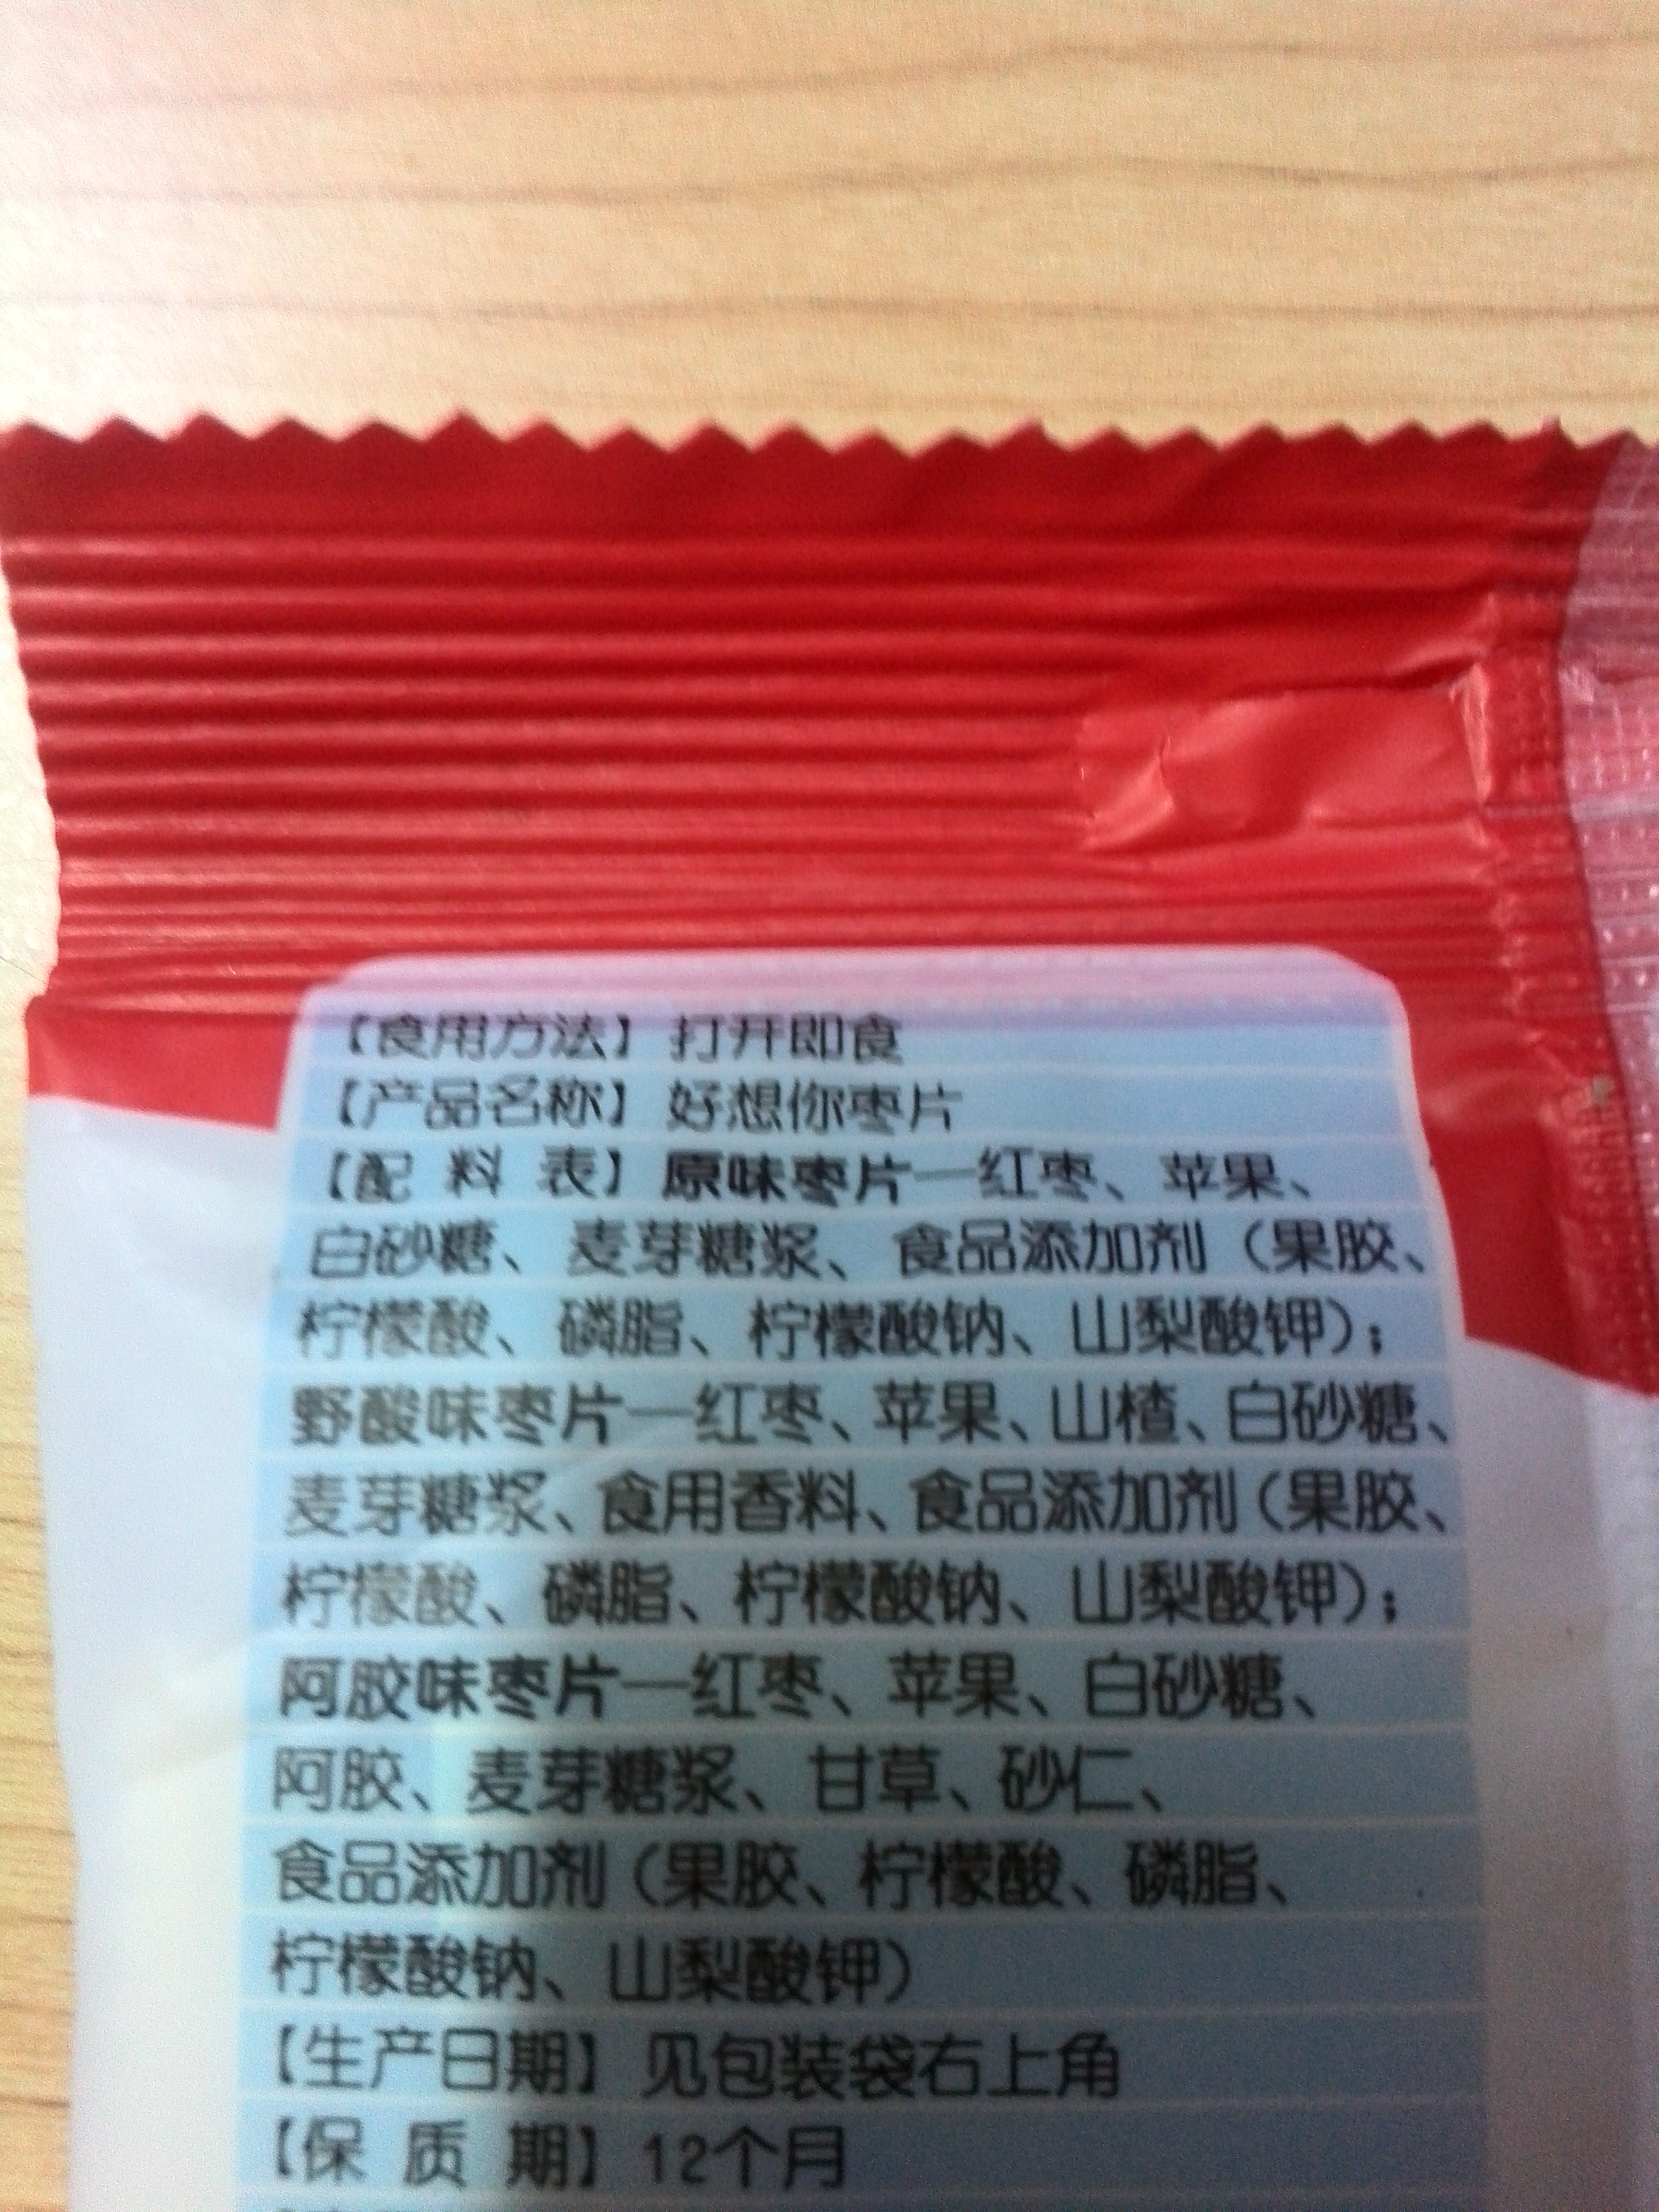 【食用方法】打开即食
【产品名称】好想你枣片
【配 料 表】原味枣片—红枣、苹果、
白砂糖、麦芽糖浆、食品添加剂（果胶、
柠檬酸、磷脂、柠檬酸钠、山梨酸钾）；
野酸味枣片—红枣、苹果、山楂、白砂糖、
麦芽糖浆、食用香料、食品添加剂（果胶、
柠檬酸、磷脂、柠檬酸钠、山梨酸钾）；
阿胶味枣片—红枣、苹果、白砂糖、
阿胶、麦芽糖浆、甘草、砂仁、
食品添加剂（果胶、柠檬酸、磷脂、
柠檬酸钠、山梨酸钾）
【生产日期】见包装袋右上角
【保 质 期】12个月